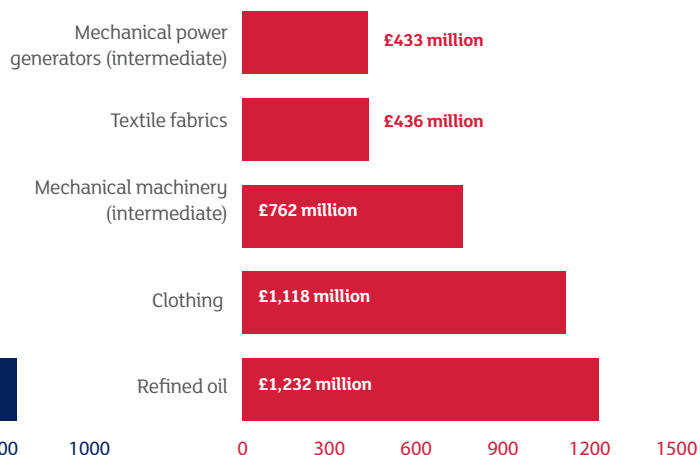 Mechanical power
generators (intermediate)
£433 million
Textile fabrics
£436 million
Mechanical machinery
(intermediate)
£762 million
Clothing
£1,118 million
Refined oil
£1,232 million
00 1000 0 300 600 900 1200 1500